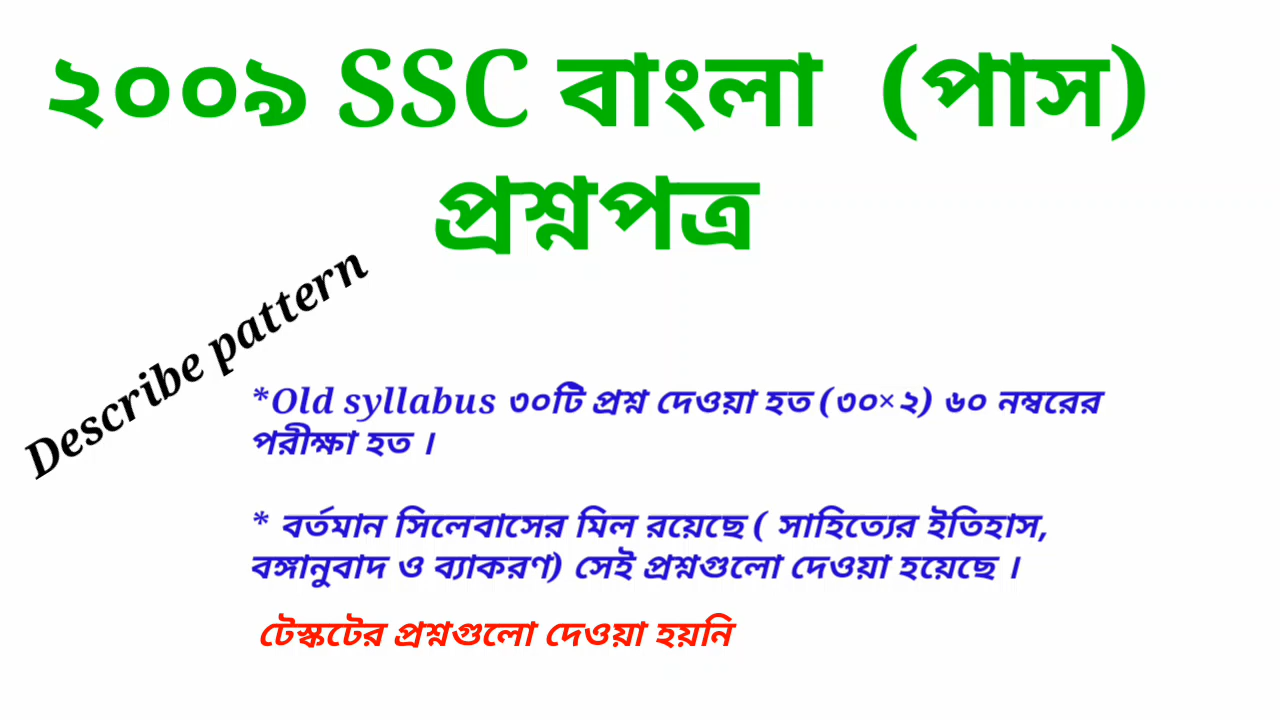 ২০০৯ SSC বাংলা (পাস)
প্রশ্নপত্র
Describe pattern
*Old syllabus ৩০টি প্রশ্ন দেওয়া হত (৩০×২) ৬০ নম্বরের
পরীক্ষা হত ।
* বর্তমান সিলেবাসের মিল রয়েছে ( সাহিত্যের ইতিহাস,
বঙ্গানুবাদ ও ব্যাকরণ) সেই প্রশ্নগুলো দেওয়া হয়েছে ।
টেস্কটের প্রশ্নগুলো দেওয়া হয়নি